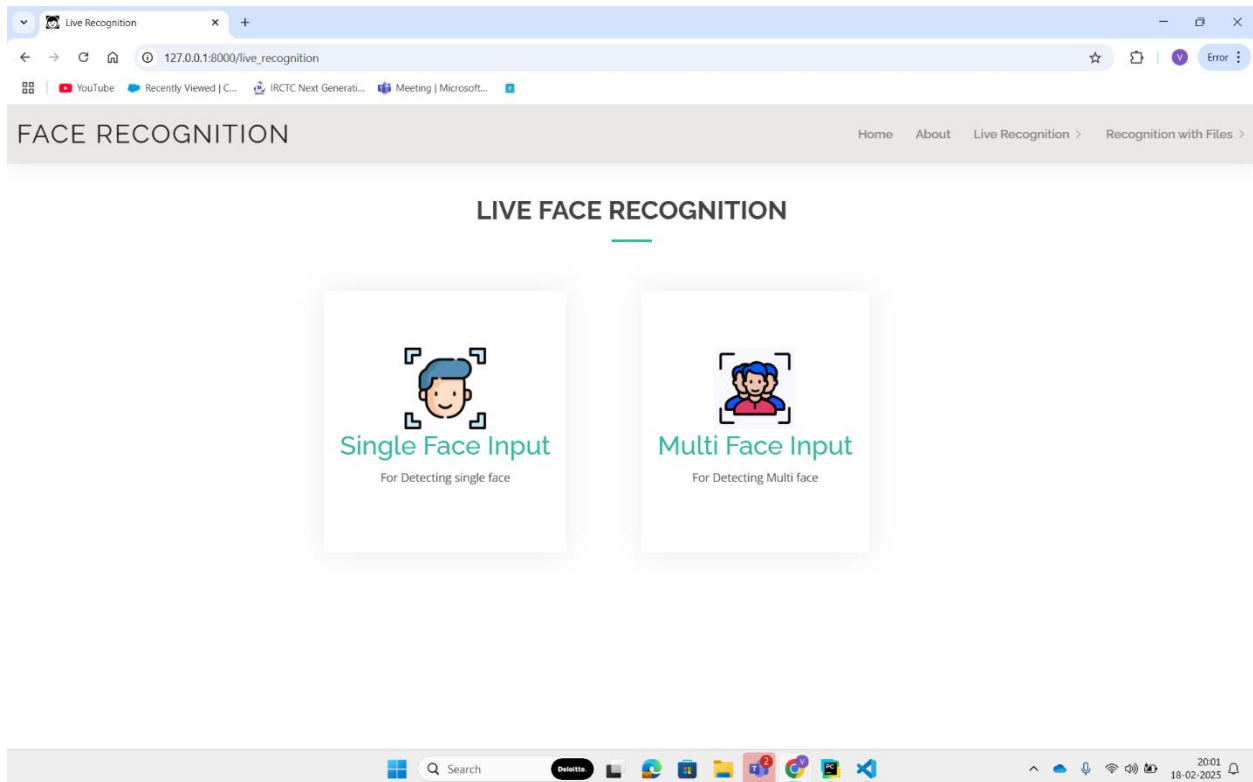 Live Recognition
127.0.0.1:8000/live_recognition
V
Error
YouTube Recently Viewed | C... IRCTC Next Generati... Meeting | Microsoft...
FACE RECOGNITION
Home About Live Recognition > Recognition with Files >
LIVE FACE RECOGNITION
Single Face Input
For Detecting single face
Multi Face Input
For Detecting Multi face
Search Deloitte. 2 V PC 20:01
18-02-2025